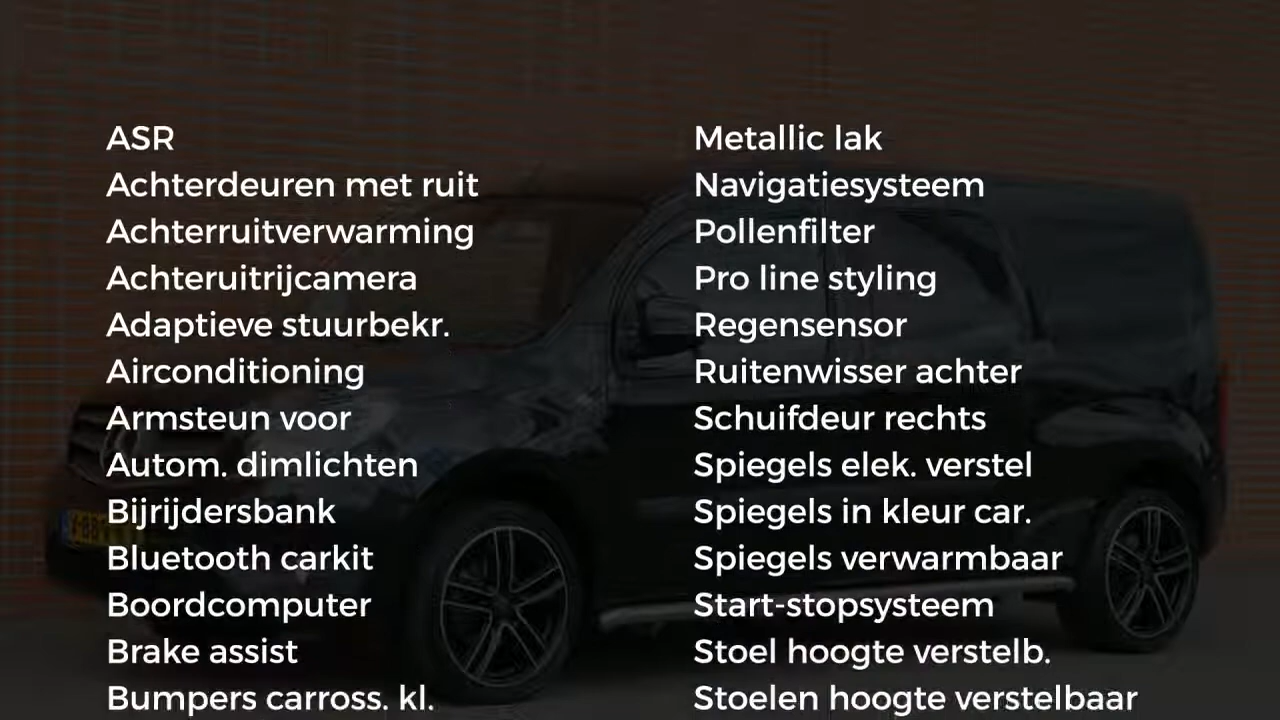 ASR
Achterdeuren met ruit
Achterruitverwarming
Achteruitrijcamera
Adaptieve stuurbekr.
Airconditioning
Armsteun voor
Autom. dimlichten
Bijrijdersbank
Bluetooth carkit
Boordcomputer
Brake assist
Bumpers carross. kl.
Metallic lak
Navigatiesysteem
Pollenfilter
Pro line styling
Regensensor
Ruitenwisser achter
Schuifdeur rechts
Spiegels elek. verstel
Spiegels in kleur car.
Spiegels verwarmbaar
Start-stopsysteem
Stoel hoogte verstelb.
Stoelen hoogte verstelbaar